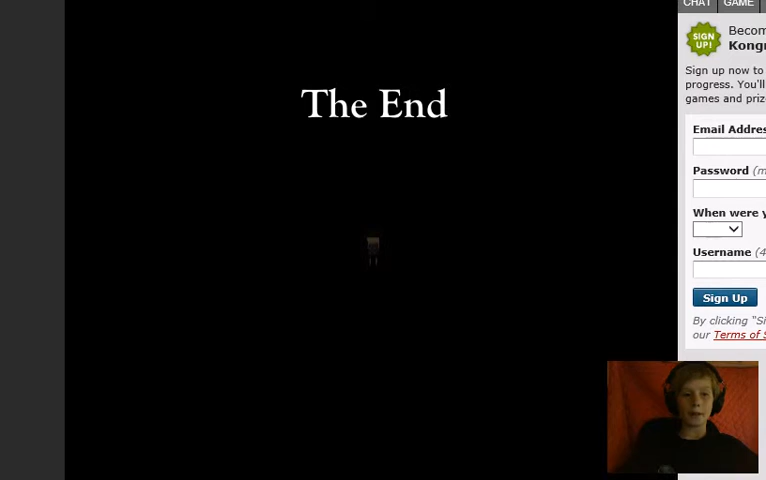 The End
CHAT GAME
SIGN UP!
Becom
Kongr
Sign up now to
progress. You'll
games and priz
Email Addres
Password (m
When were y
Username (4
Sign Up
By clicking "Si
our Terms of S